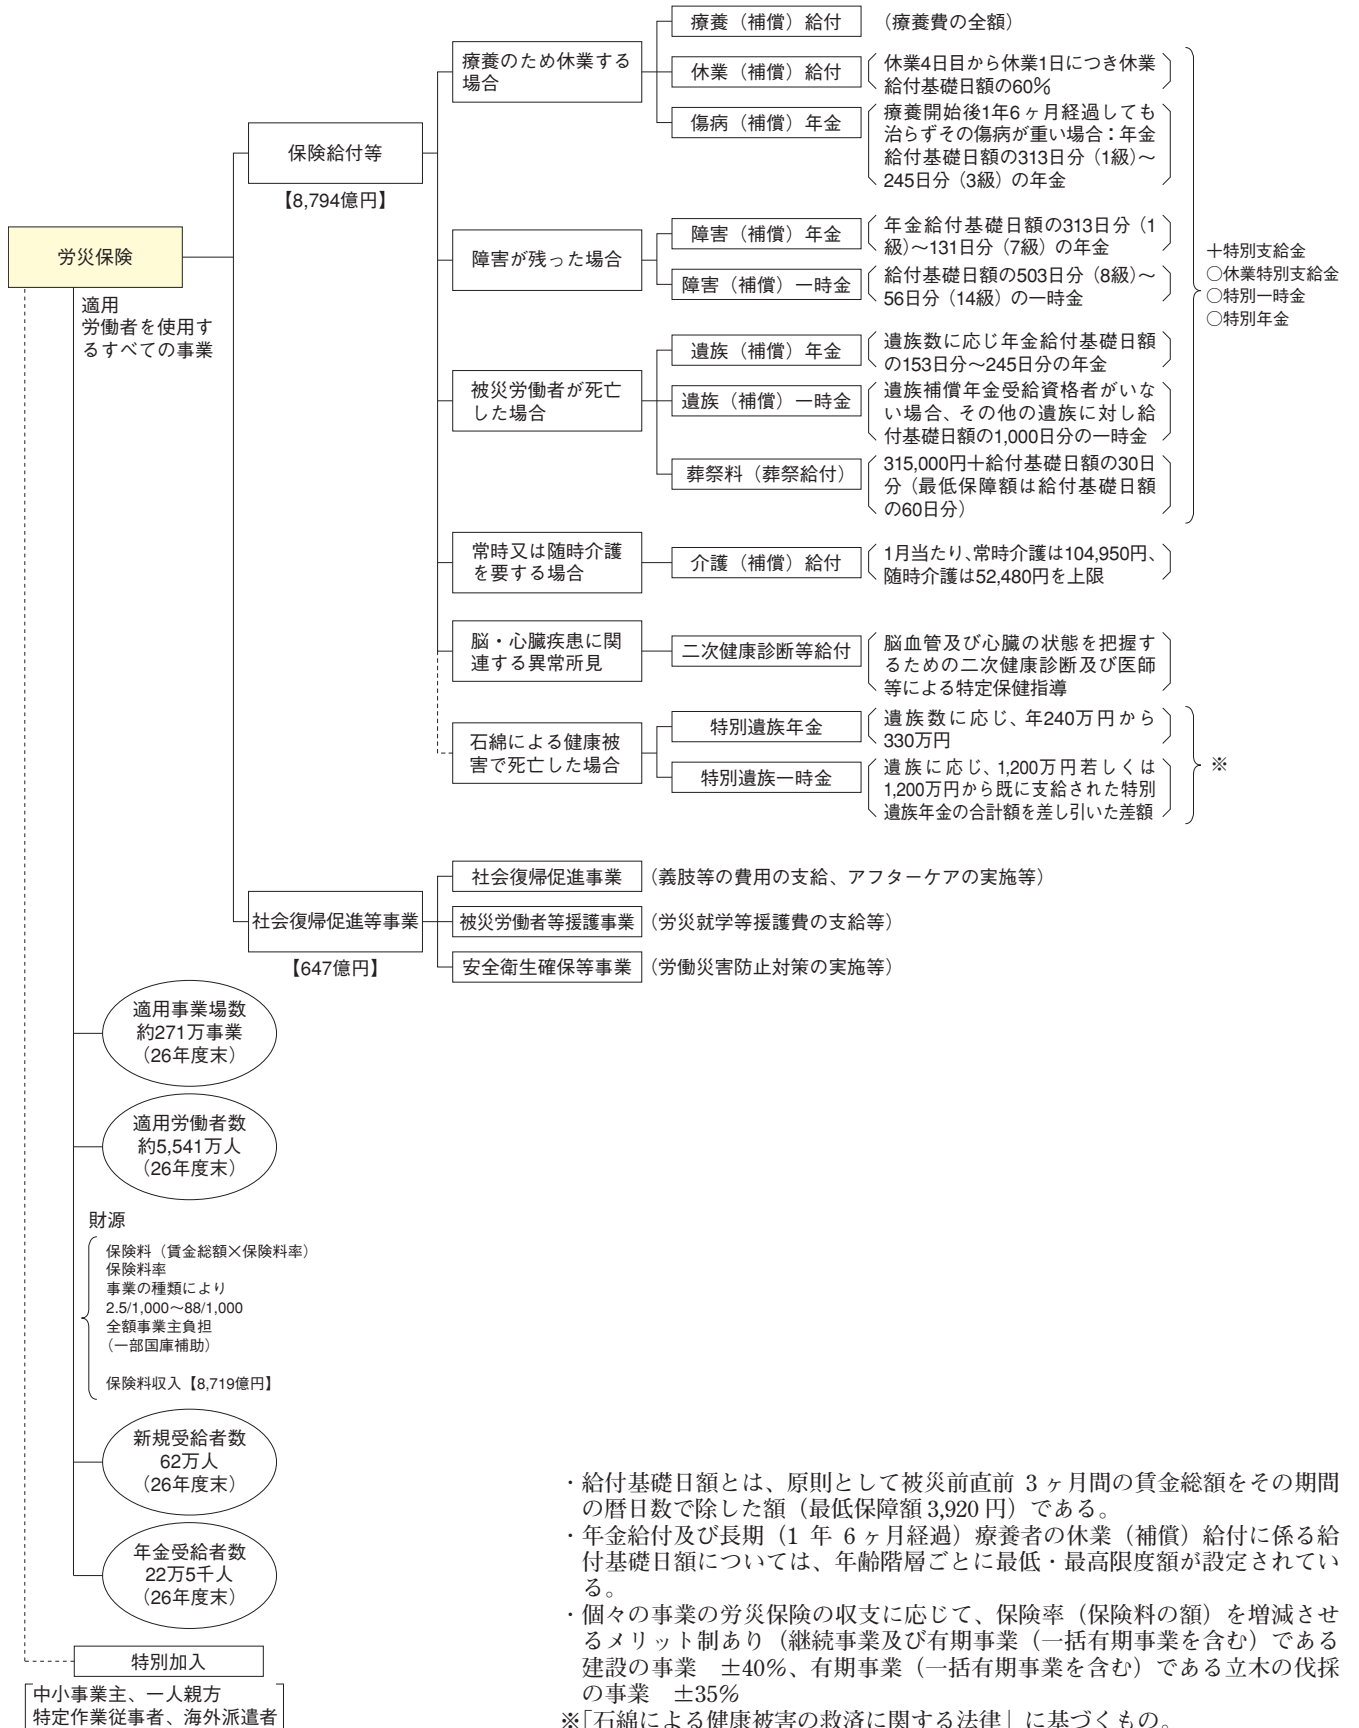 労災保険
適用
労働者を使用す
るすべての事業
保険給付等
【8,794億円】
療養のため休業する
場合
療養（補償）給付
（療養費の全額）
休業（補償）給付
休業4日目から休業1日につき休業
給付基礎日額の60％
傷病（補償）年金
療養開始後1年6ヶ月経過しても
治らずその傷病が重い場合：年金
給付基礎日額の313日分（1級）～
245日分（3級）の年金
障害が残った場合
障害（補償）年金
年金給付基礎日額の313日分（1
級）～131日分（7級）の年金
障害（補償）一時金
給付基礎日額の503日分（8級）～
56日分（14級）の一時金
被災労働者が死亡
した場合
遺族（補償）年金
遺族数に応じ年金給付基礎日額
の153日分～245日分の年金
遺族（補償）一時金
遺族補償年金受給資格者がいな
い場合、その他の遺族に対し給
付基礎日額の1,000日分の一時金
葬祭料（葬祭給付）
315,000円＋給付基礎日額の30日
分（最低保障額は給付基礎日額
の60日分）
＋特別支給金
○休業特別支給金
○特別一時金
○特別年金
常時又は随時介護
を要する場合
介護（補償）給付
1月当たり、常時介護は104,950円、
随時介護は52,480円を上限
脳・心臓疾患に関
連する異常所見
二次健康診断等給付
脳血管及び心臓の状態を把握す
るための二次健康診断及び医師
等による特定保健指導
石綿による健康被
害で死亡した場合
特別遺族年金
遺族数に応じ、年240万円から
330万円
特別遺族一時金
遺族に応じ、1,200万円若しくは
1,200万円から既に支給された特別
遺族年金の合計額を差し引いた差額
※
社会復帰促進等事業
【647億円】
社会復帰促進事業
（義肢等の費用の支給、アフターケアの実施等）
被災労働者等援護事業
（労災就学等援護費の支給等）
安全衛生確保等事業
（労働災害防止対策の実施等）
適用事業場数
約271万事業
（26年度末）
適用労働者数
約5,541万人
（26年度末）
財源
保険料（賃金総額×保険料率）
保険料率
事業の種類により
2.5/1,000～88/1,000
全額事業主負担
（一部国庫補助）
保険料収入【8,719億円】
新規受給者数
62万人
（26年度末）
年金受給者数
22万5千人
（26年度末）
特別加入
中小事業主、一人親方
特定作業従事者、海外派遣者
・給付基礎日額とは、原則として被災前直前 3 ヶ月間の賃金総額をその期間
の暦日数で除した額（最低保障額 3,920 円）である。
・年金給付及び長期（1 年 6 ヶ月経過）療養者の休業（補償）給付に係る給
付基礎日額については、年齢階層ごとに最低・最高限度額が設定されてい
る。
・個々の事業の労災保険の収支に応じて、保険率（保険料の額）を増減させ
るメリット制あり（継続事業及び有期事業（一括有期事業を含む）である
建設の事業　±40％、有期事業（一括有期事業を含む）である立木の伐採
の事業　±35％
※「石綿による健康被害の救済に関する法律」に基づくもの。